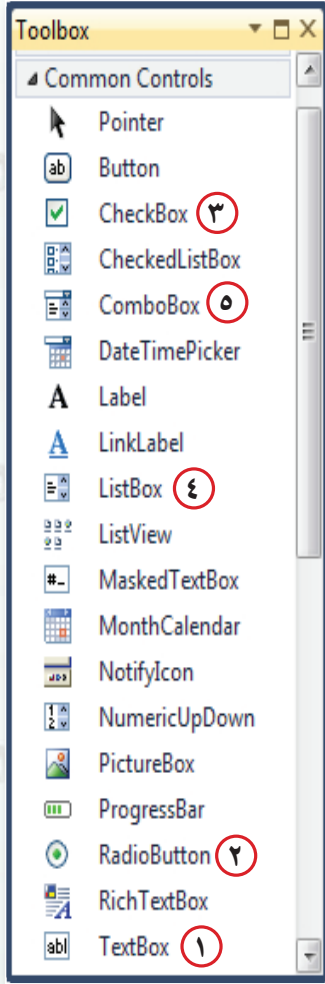 Toolbox
Common Controls
Pointer
Button
CheckBox ٣
CheckedListBox
ComboBox ٥
DateTimePicker
Label
LinkLabel
ListBox ٤
ListView
MaskedTextBox
MonthCalendar
NotifyIcon
NumericUpDown
PictureBox
ProgressBar
RadioButton ٢
RichTextBox
TextBox ١